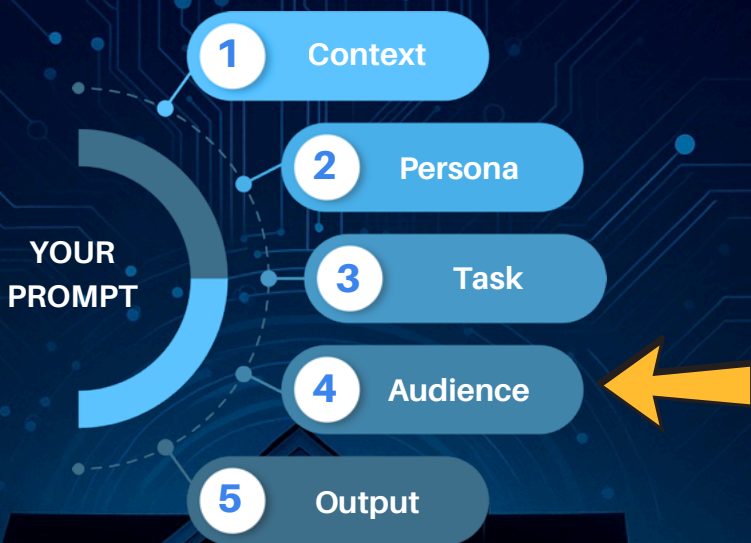 1 Context
2 Persona
YOUR
PROMPT
3 Task
4 Audience
5 Output